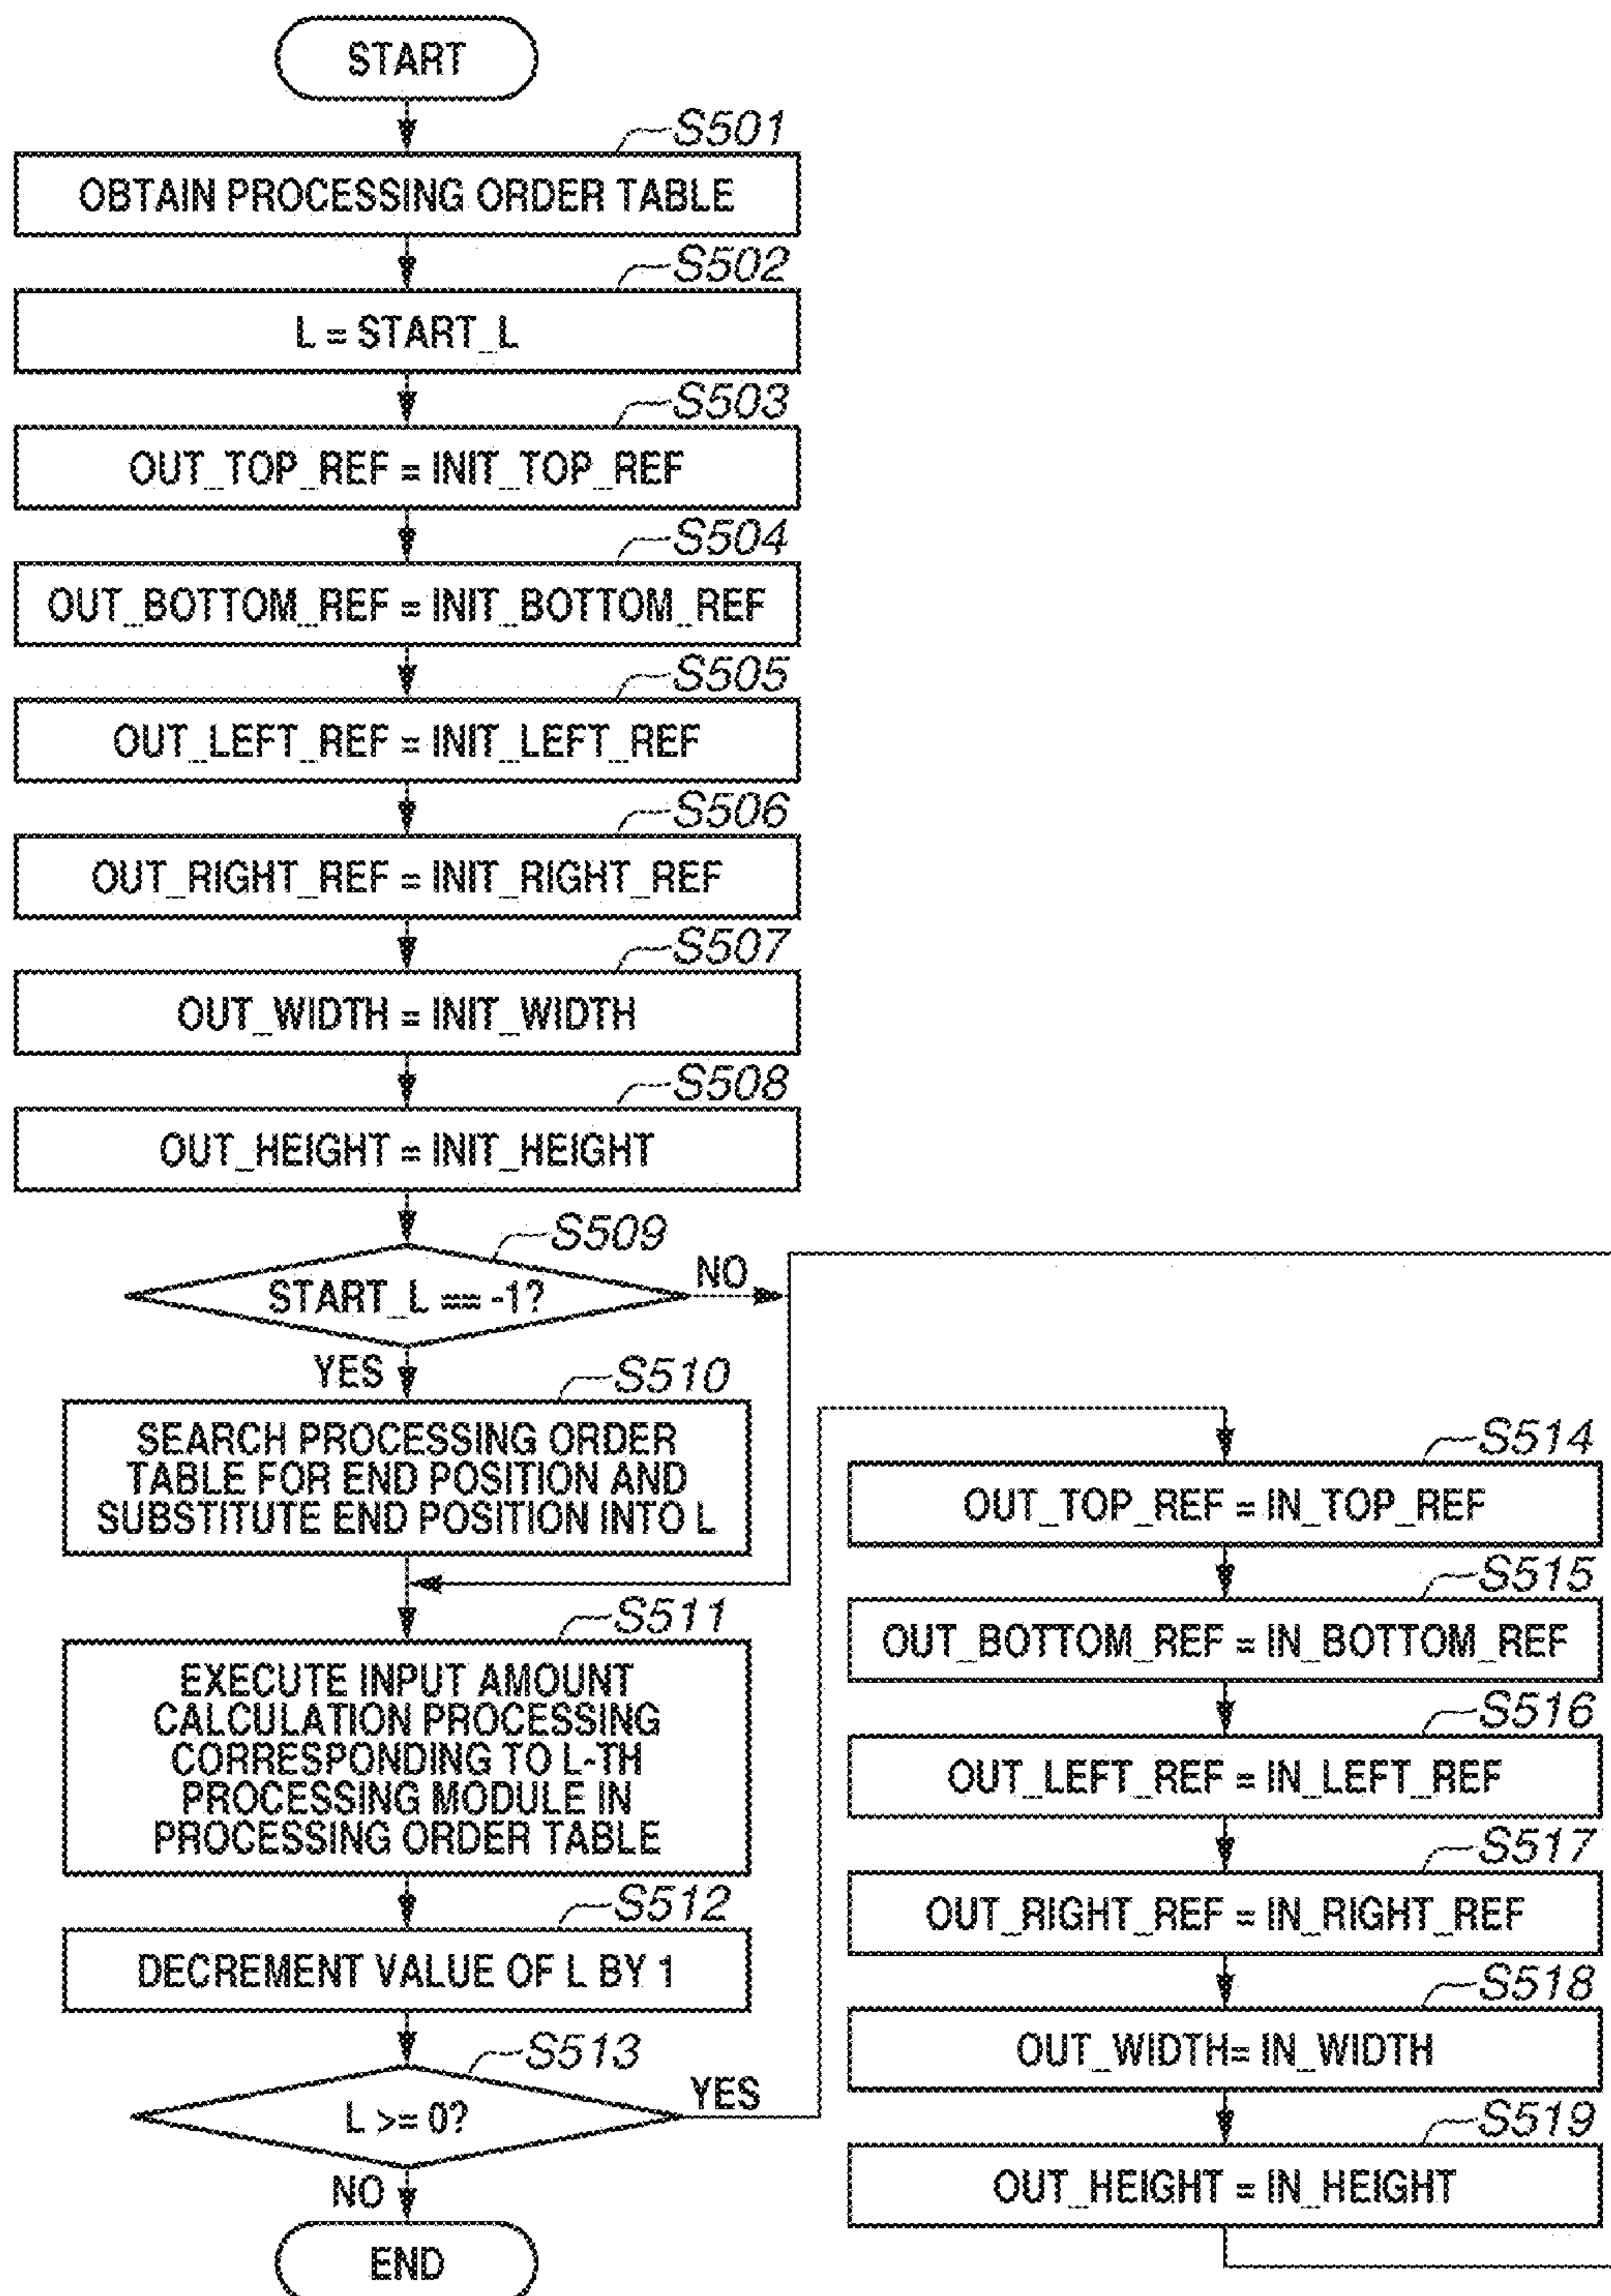 START
S501
OBTAIN PROCESSING ORDER TABLE
S502
L = START_L
S503
OUT_TOP_REF = INIT_TOP_REF
S504
OUT_BOTTOM_REF = INIT_BOTTOM_REF
S505
OUT_LEFT_REF = INIT_LEFT_REF
S506
OUT_RIGHT_REF = INIT_RIGHT_REF
S507
OUT_WIDTH = INIT_WIDTH
S508
OUT_HEIGHT = INIT_HEIGHT
S509
START_L == -1?
NO
YES
S510
SEARCH PROCESSING ORDER
TABLE FOR END POSITION AND
SUBSTITUTE END POSITION INTO L
S511
EXECUTE INPUT AMOUNT
CALCULATION PROCESSING
CORRESPONDING TO L-TH
PROCESSING MODULE IN
PROCESSING ORDER TABLE
S512
DECREMENT VALUE OF L BY 1
S513
L >= 0?
YES
NO
END
S514
OUT_TOP_REF = IN_TOP_REF
S515
OUT_BOTTOM_REF = IN_BOTTOM_REF
S516
OUT_LEFT_REF = IN_LEFT_REF
S517
OUT_RIGHT_REF = IN_RIGHT_REF
S518
OUT_WIDTH= IN_WIDTH
S519
OUT_HEIGHT = IN_HEIGHT